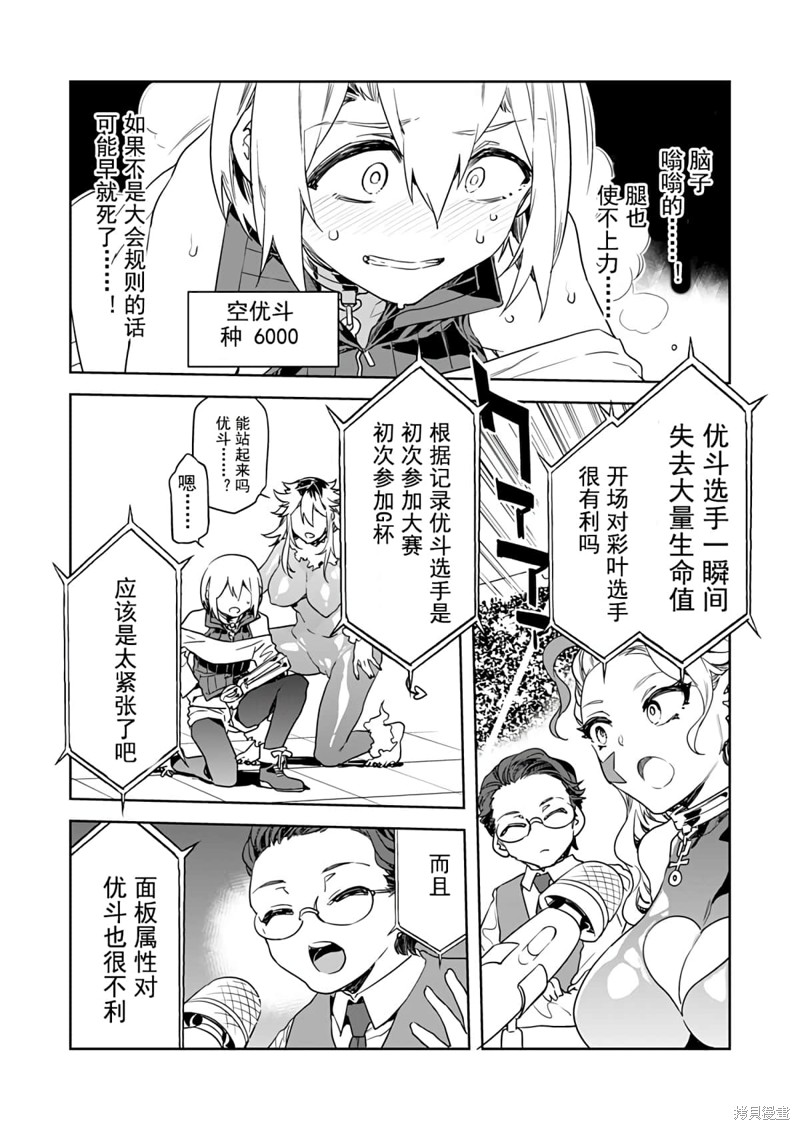 脑子
嗡嗡的……！
腿也
使不上力……
如果不是大会规则的话
可能早就死了……！
空优斗
种 6000
优斗选手一瞬间
失去大量生命值
开场对彩叶选手
很有利吗
根据记录优斗选手是
初次参加大赛
初次参加G杯
能站起来吗
优斗……？
嗯……
应该是太紧张了吧
而且
面板属性对
优斗也很不利
拷贝漫畫